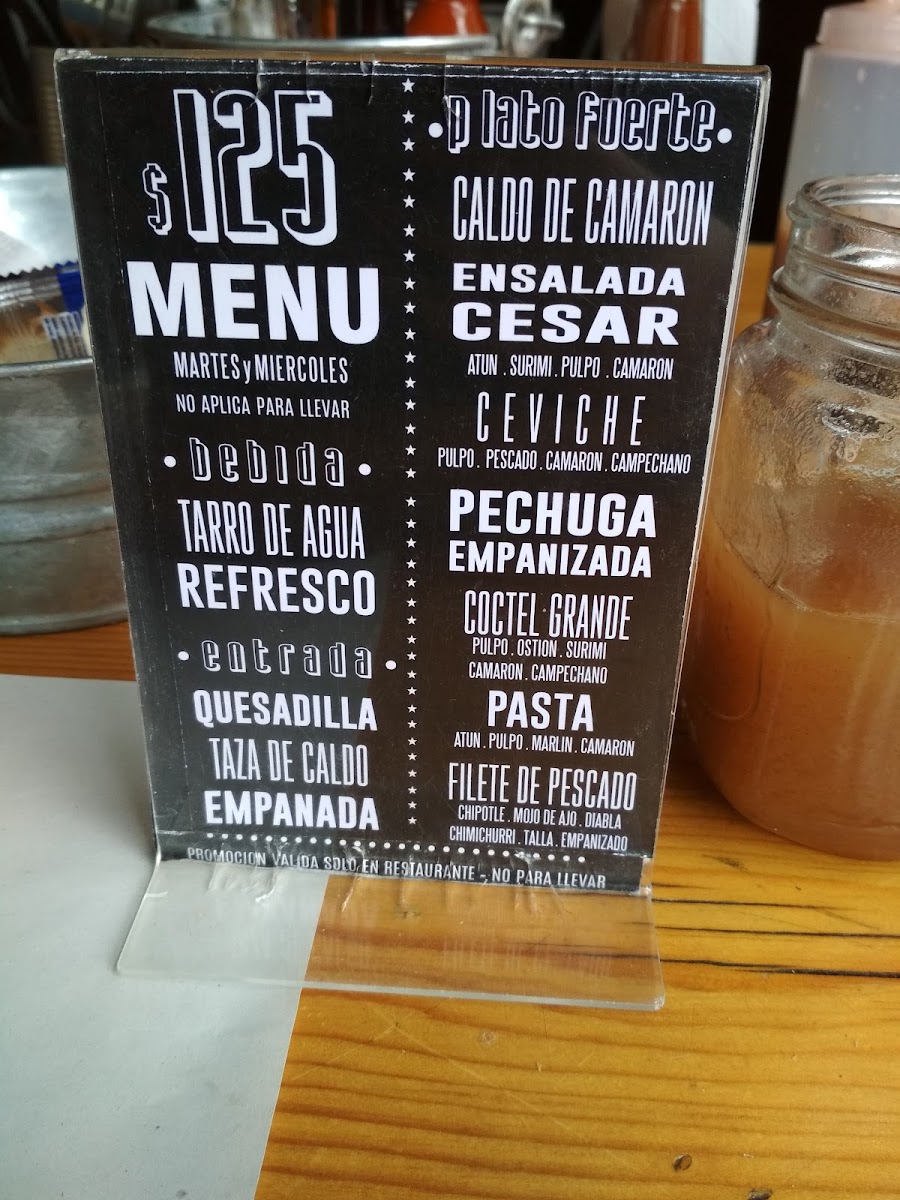 $125
MENU
MARTES y MIERCOLES
NO APLICA PARA LLEVAR
• bebida •
TARRO DE AGUA
REFRESCO
• entrada •
QUESADILLA
TAZA DE CALDO
EMPANADA
• plato fuerte •
CALDO DE CAMARON
ENSALADA
CESAR
ATUN . SURIMI . PULPO . CAMARON
CEVICHE
PULPO . PESCADO . CAMARON . CAMPECHANO
PECHUGA
EMPANIZADA
COCTEL GRANDE
PULPO . OSTION . SURIMI
CAMARON . CAMPECHANO
PASTA
ATUN . PULPO . MARLIN . CAMARON
FILETE DE PESCADO
CHIPOTLE . MOJO DE AJO . DIABLA
CHIMICHURRI . TALLA . EMPANIZADO
PROMOCION VALIDA SOLO EN RESTAURANTE - NO PARA LLEVAR